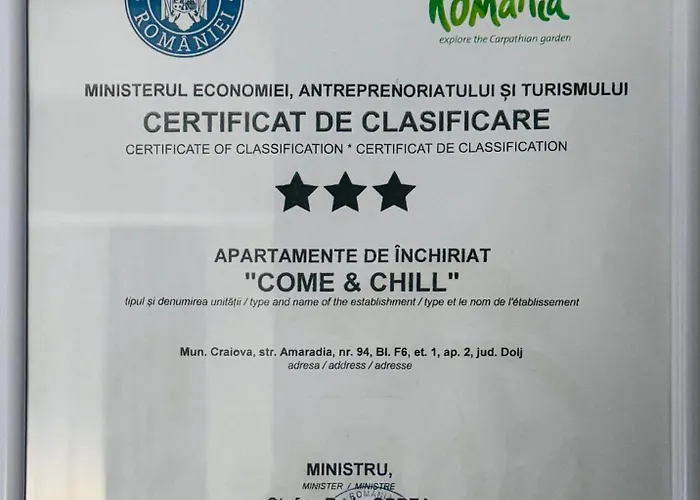 ROMÂNIEI
România
explore the Carpathian garden
MINISTERUL ECONOMIEI, ANTREPRENORIATULUI ȘI TURISMULUI
CERTIFICAT DE CLASIFICARE
CERTIFICATE OF CLASSIFICATION * CERTIFICAT DE CLASSIFICATION
APARTAMENTE DE ÎNCHIRIAT
"COME & CHILL"
tipul și denumirea unității / type and name of the establishment / type et le nom de l'établissement
Mun. Craiova, str. Amaradia, nr. 94, Bl. F6, et. 1, ap. 2, jud. Dolj
adresa / address / adresse
MINISTRU,
MINISTER / MINISTRE
ROMÂNIA